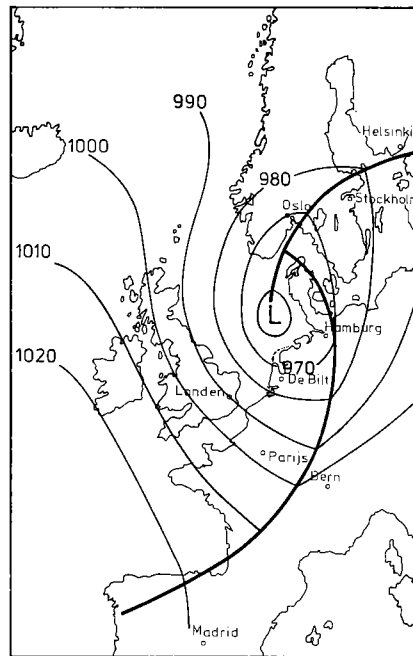 990
Helsinki
1000
980
Stockholm
Oslo
1010
L
Hamburg
1020
970
De Bilt
Londen
Parijs
Bern
Madrid